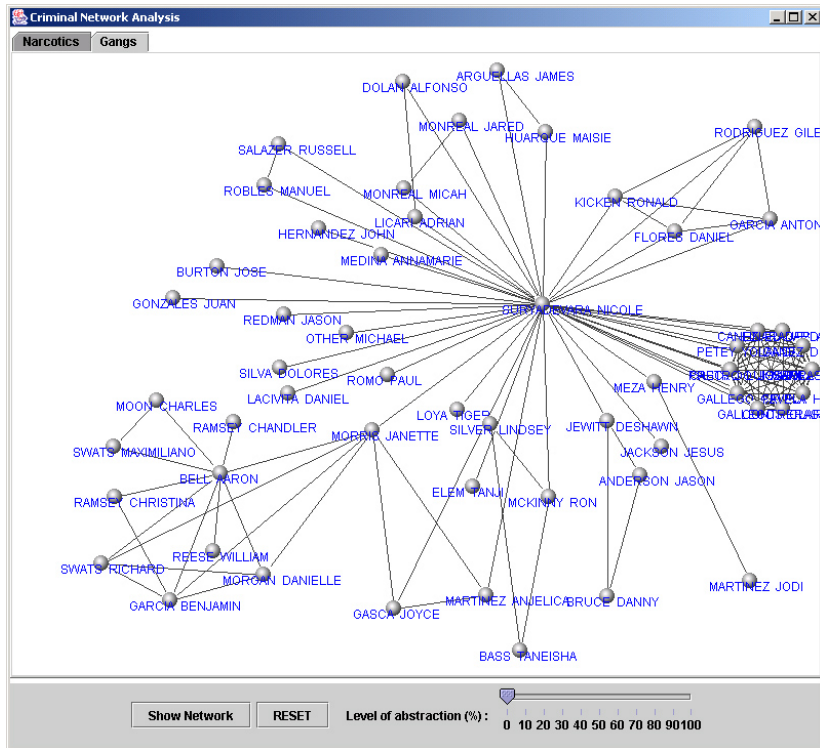 Criminal Network Analysis
Narcotics Gangs
ARGUELLAS JAMES
DOLAN ALFONSO
MONREAL JARED
HUARQUE MAISIE
RODRIGUEZ GILE
SALAZER RUSSELL
ROBLES MANUEL
MONREAL MICAH
KICKEN RONALD
LICARI ADRIAN
GARCIA ANTON
HERNANDEZ JOHN
FLORES DANIEL
MEDINA ANNAMARIE
BURTON JOSE
GONZALES JUAN
SURYADEVARA NICOLE
REDMAN JASON
OTHER MICHAEL
PETEY
SILVA DOLORES
ROMO PAUL
MEZA HENRY
LACIVITA DANIEL
MOON CHARLES
LOYA TIGER
RAMSEY CHANDLER
SILVER LINDSEY
JEWITT DESHAWN
MORRIS JANETTE
SWATS MAXIMILIANO
JACKSON JESUS
BELL AARON
ANDERSON JASON
ELEM TANJI
RAMSEY CHRISTINA
MCKINNY RON
REESE WILLIAM
SWATS RICHARD
MORGAN DANIELLE
MARTINEZ JODI
GARCIA BENJAMIN
MARTINEZ ANJELICA
BRUCE DANNY
GASCA JOYCE
BASS TANEISHA
Show Network RESET Level of abstraction (%) :
0 10 20 30 40 50 60 70 80 90 100